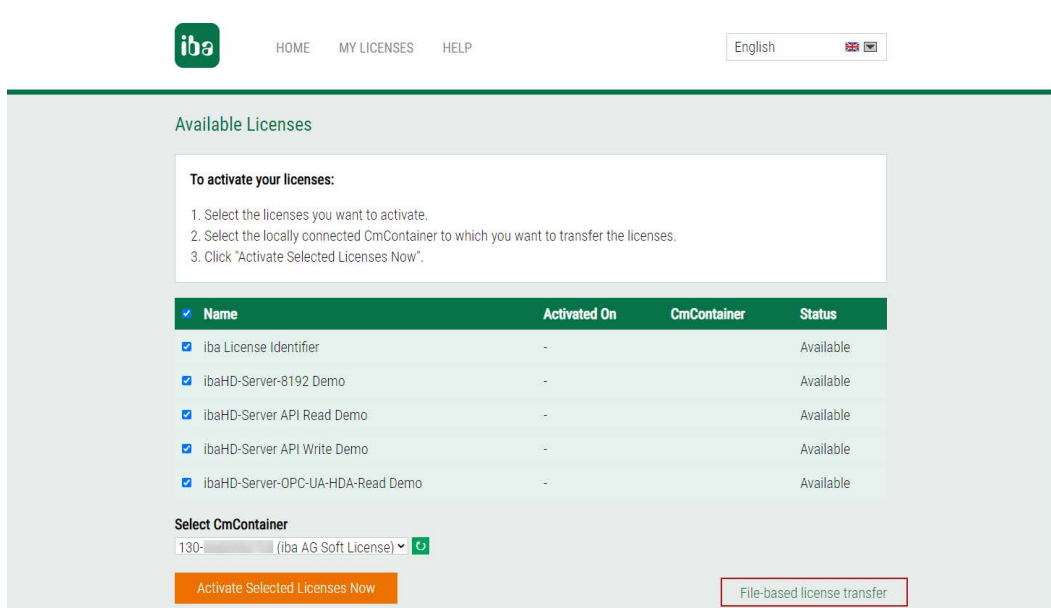 iba
HOME MY LICENSES HELP
English
Available Licenses
To activate your licenses:
1. Select the licenses you want to activate.
2. Select the locally connected CmContainer to which you want to transfer the licenses.
3. Click "Activate Selected Licenses Now".
Name Activated On CmContainer Status
iba License Identifier - Available
ibaHD-Server-8192 Demo - Available
ibaHD-Server API Read Demo - Available
ibaHD-Server API Write Demo - Available
ibaHD-Server-OPC-UA-HDA-Read Demo - Available
Select CmContainer
130- (iba AG Soft License)
Activate Selected Licenses Now
File-based license transfer